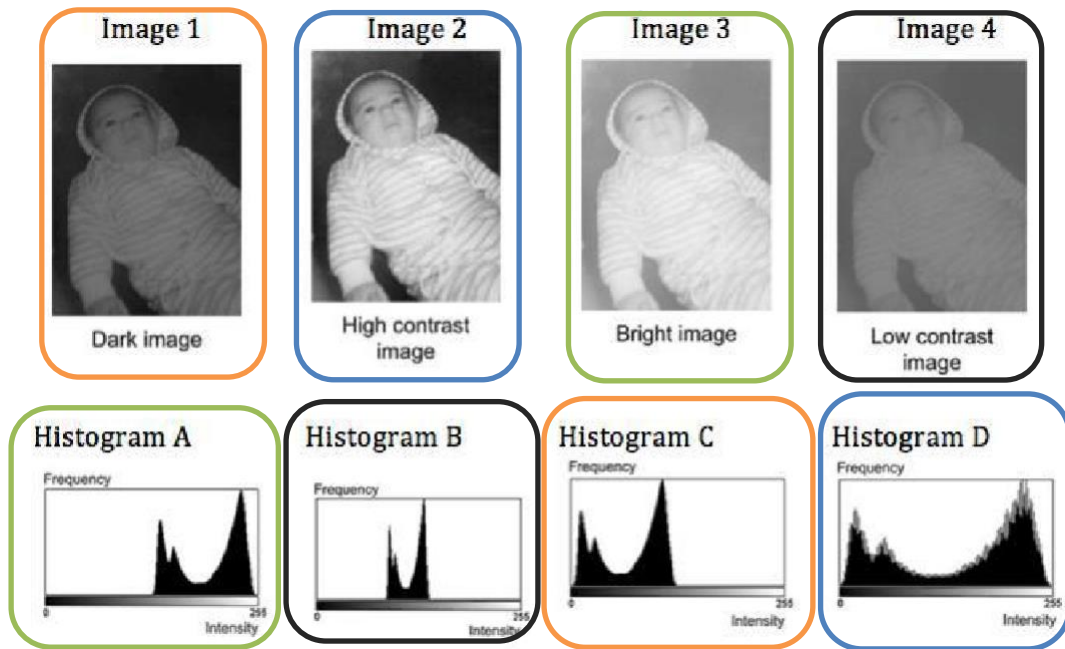 Image 1
Image 2
Image 3
Image 4
Dark image
High contrast
image
Bright image
Low contrast
image
Histogram A
Histogram B
Histogram C
Histogram D
Frequency
0
255
Intensity
Frequency
0
255
Intensity
Frequency
0
255
Intensity
Frequency
0
255
Intensity